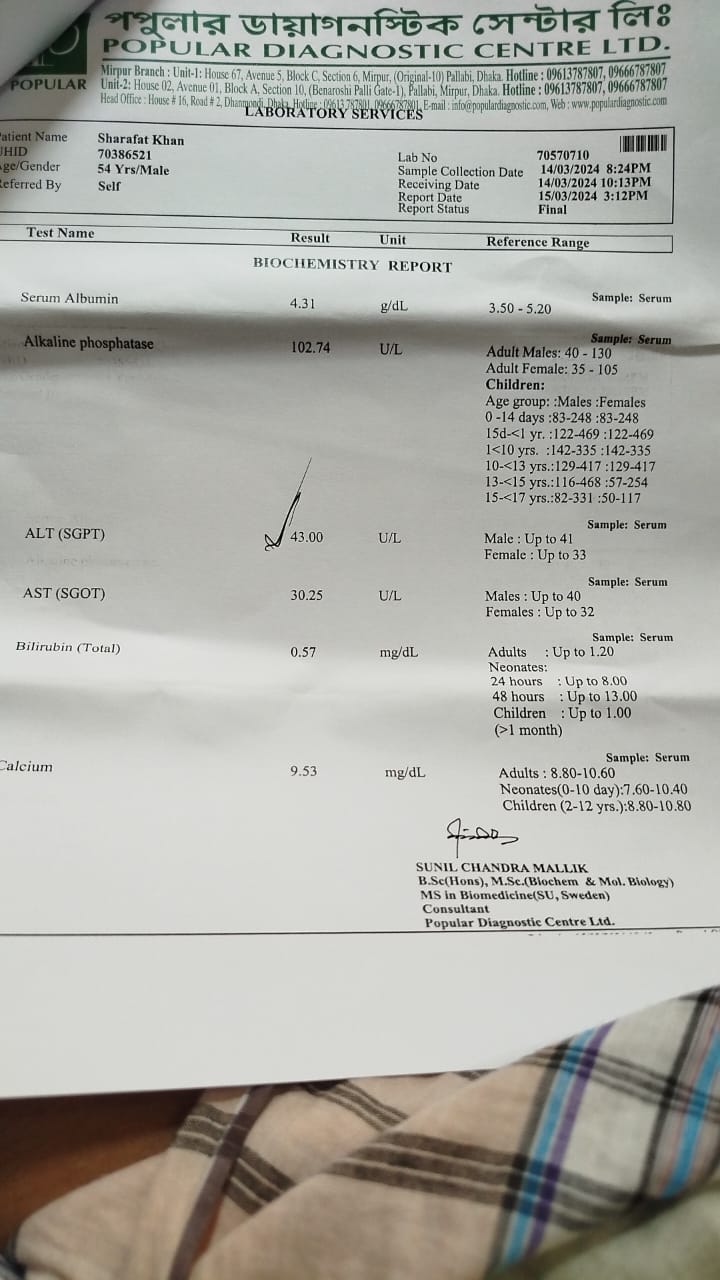 পপুলার ডায়াগনস্টিক সেন্টার লিঃ
POPULAR DIAGNOSTIC CENTRE LTD.
POPULAR
Mirpur Branch : Unit-1: House 67, Avenue 5, Block C, Section 6, Mirpur, (Original-10) Pallabi, Dhaka. Hotline : 09613787807, 09666787807
Unit-2: House 02, Avenue 01, Block A, Section 10, (Benaroshi Palli Gate-1), Pallabi, Mirpur, Dhaka. Hotline : 09613787807, 09666787807
Head Office : House # 16, Road # 2, Dhanmondi, Dhaka, Hotline : 09613 787801, 09666787801, E-mail : info@populardiagnostic.com, Web : www.populardiagnostic.com
LABORATORY SERVICES
Patient Name Sharafat Khan
UHID 70386521 Lab No 70570710
Age/Gender 54 Yrs/Male Sample Collection Date 14/03/2024 8:24PM
Referred By Self Receiving Date 14/03/2024 10:13PM
Report Date 15/03/2024 3:12PM
Report Status Final
Test Name Result Unit Reference Range
BIOCHEMISTRY REPORT
Sample: Serum
Serum Albumin 4.31 g/dL 3.50 - 5.20
Sample: Serum
Alkaline phosphatase 102.74 U/L Adult Males: 40 - 130
Adult Female: 35 - 105
Children:
Age group: :Males :Females
0 -14 days :83-248 :83-248
15d-<1 yr. :122-469 :122-469
1<10 yrs. :142-335 :142-335
10-<13 yrs.:129-417 :129-417
13-<15 yrs.:116-468 :57-254
15-<17 yrs.:82-331 :50-117
Sample: Serum
ALT (SGPT) 43.00 U/L Male : Up to 41
Female : Up to 33
Sample: Serum
AST (SGOT) 30.25 U/L Males : Up to 40
Females : Up to 32
Sample: Serum
Bilirubin (Total) 0.57 mg/dL Adults : Up to 1.20
Neonates:
24 hours : Up to 8.00
48 hours : Up to 13.00
Children : Up to 1.00
(>1 month)
Sample: Serum
Calcium 9.53 mg/dL Adults : 8.80-10.60
Neonates(0-10 day):7.60-10.40
Children (2-12 yrs.):8.80-10.80
SUNIL CHANDRA MALLIK
B.Sc(Hons), M.Sc.(Biochem & Mol. Biology)
MS in Biomedicine(SU, Sweden)
Consultant
Popular Diagnostic Centre Ltd.